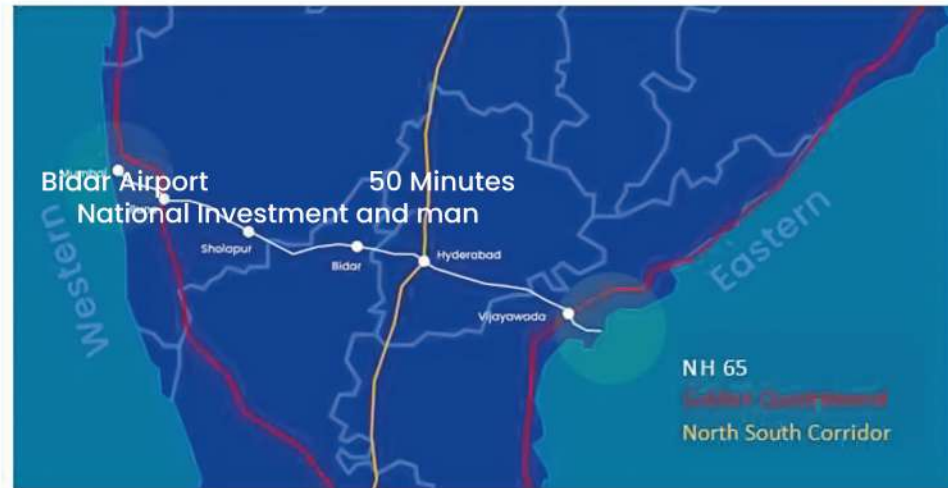 Mumbai
Bidar Airport 50 Minutes
National Investment and man
Sholapur
Bidar
Hyderabad
Vijayawada
Western
Eastern
NH 65
North South Corridor